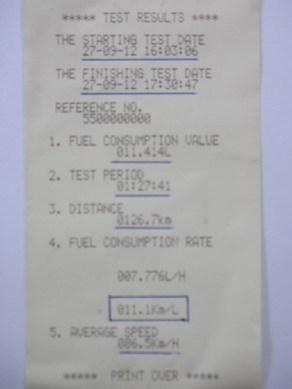 ***** TEST RESULTS ****
THE STARTING TEST DATE
27-09-12 16:03:06
THE FINISHING TEST DATE
27-09-12 17:30:47
REFERENCE NO.
5500000000
1. FUEL CONSUMPTION VALUE
011.414L
2. TEST PERIOD
01:27:41
3. DISTANCE
0126.7km
4. FUEL CONSUMPTION RATE
007.776L/H
011.1Km/L
5. AVERAGE SPEED
086.5Km/H
***** PRINT OVER *****